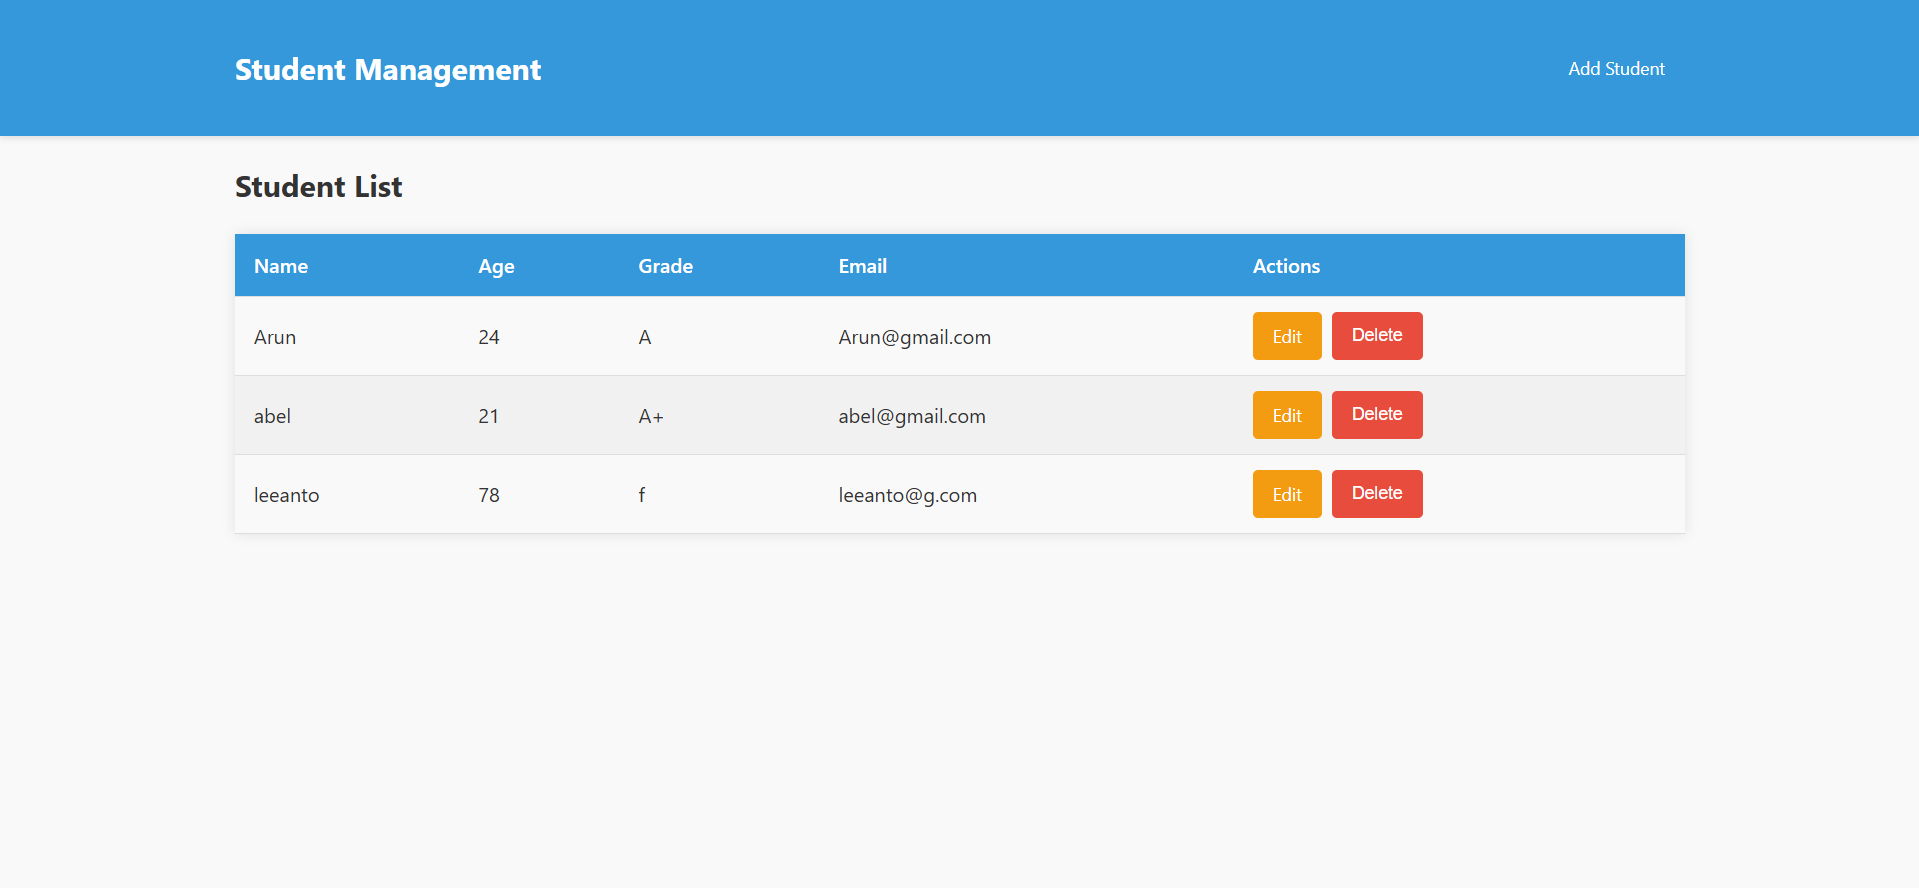 Student Management Add Student
Student List
Name Age Grade Email Actions
Arun 24 A Arun@gmail.com Edit Delete
abel 21 A+ abel@gmail.com Edit Delete
leeanto 78 f leeanto@g.com Edit Delete